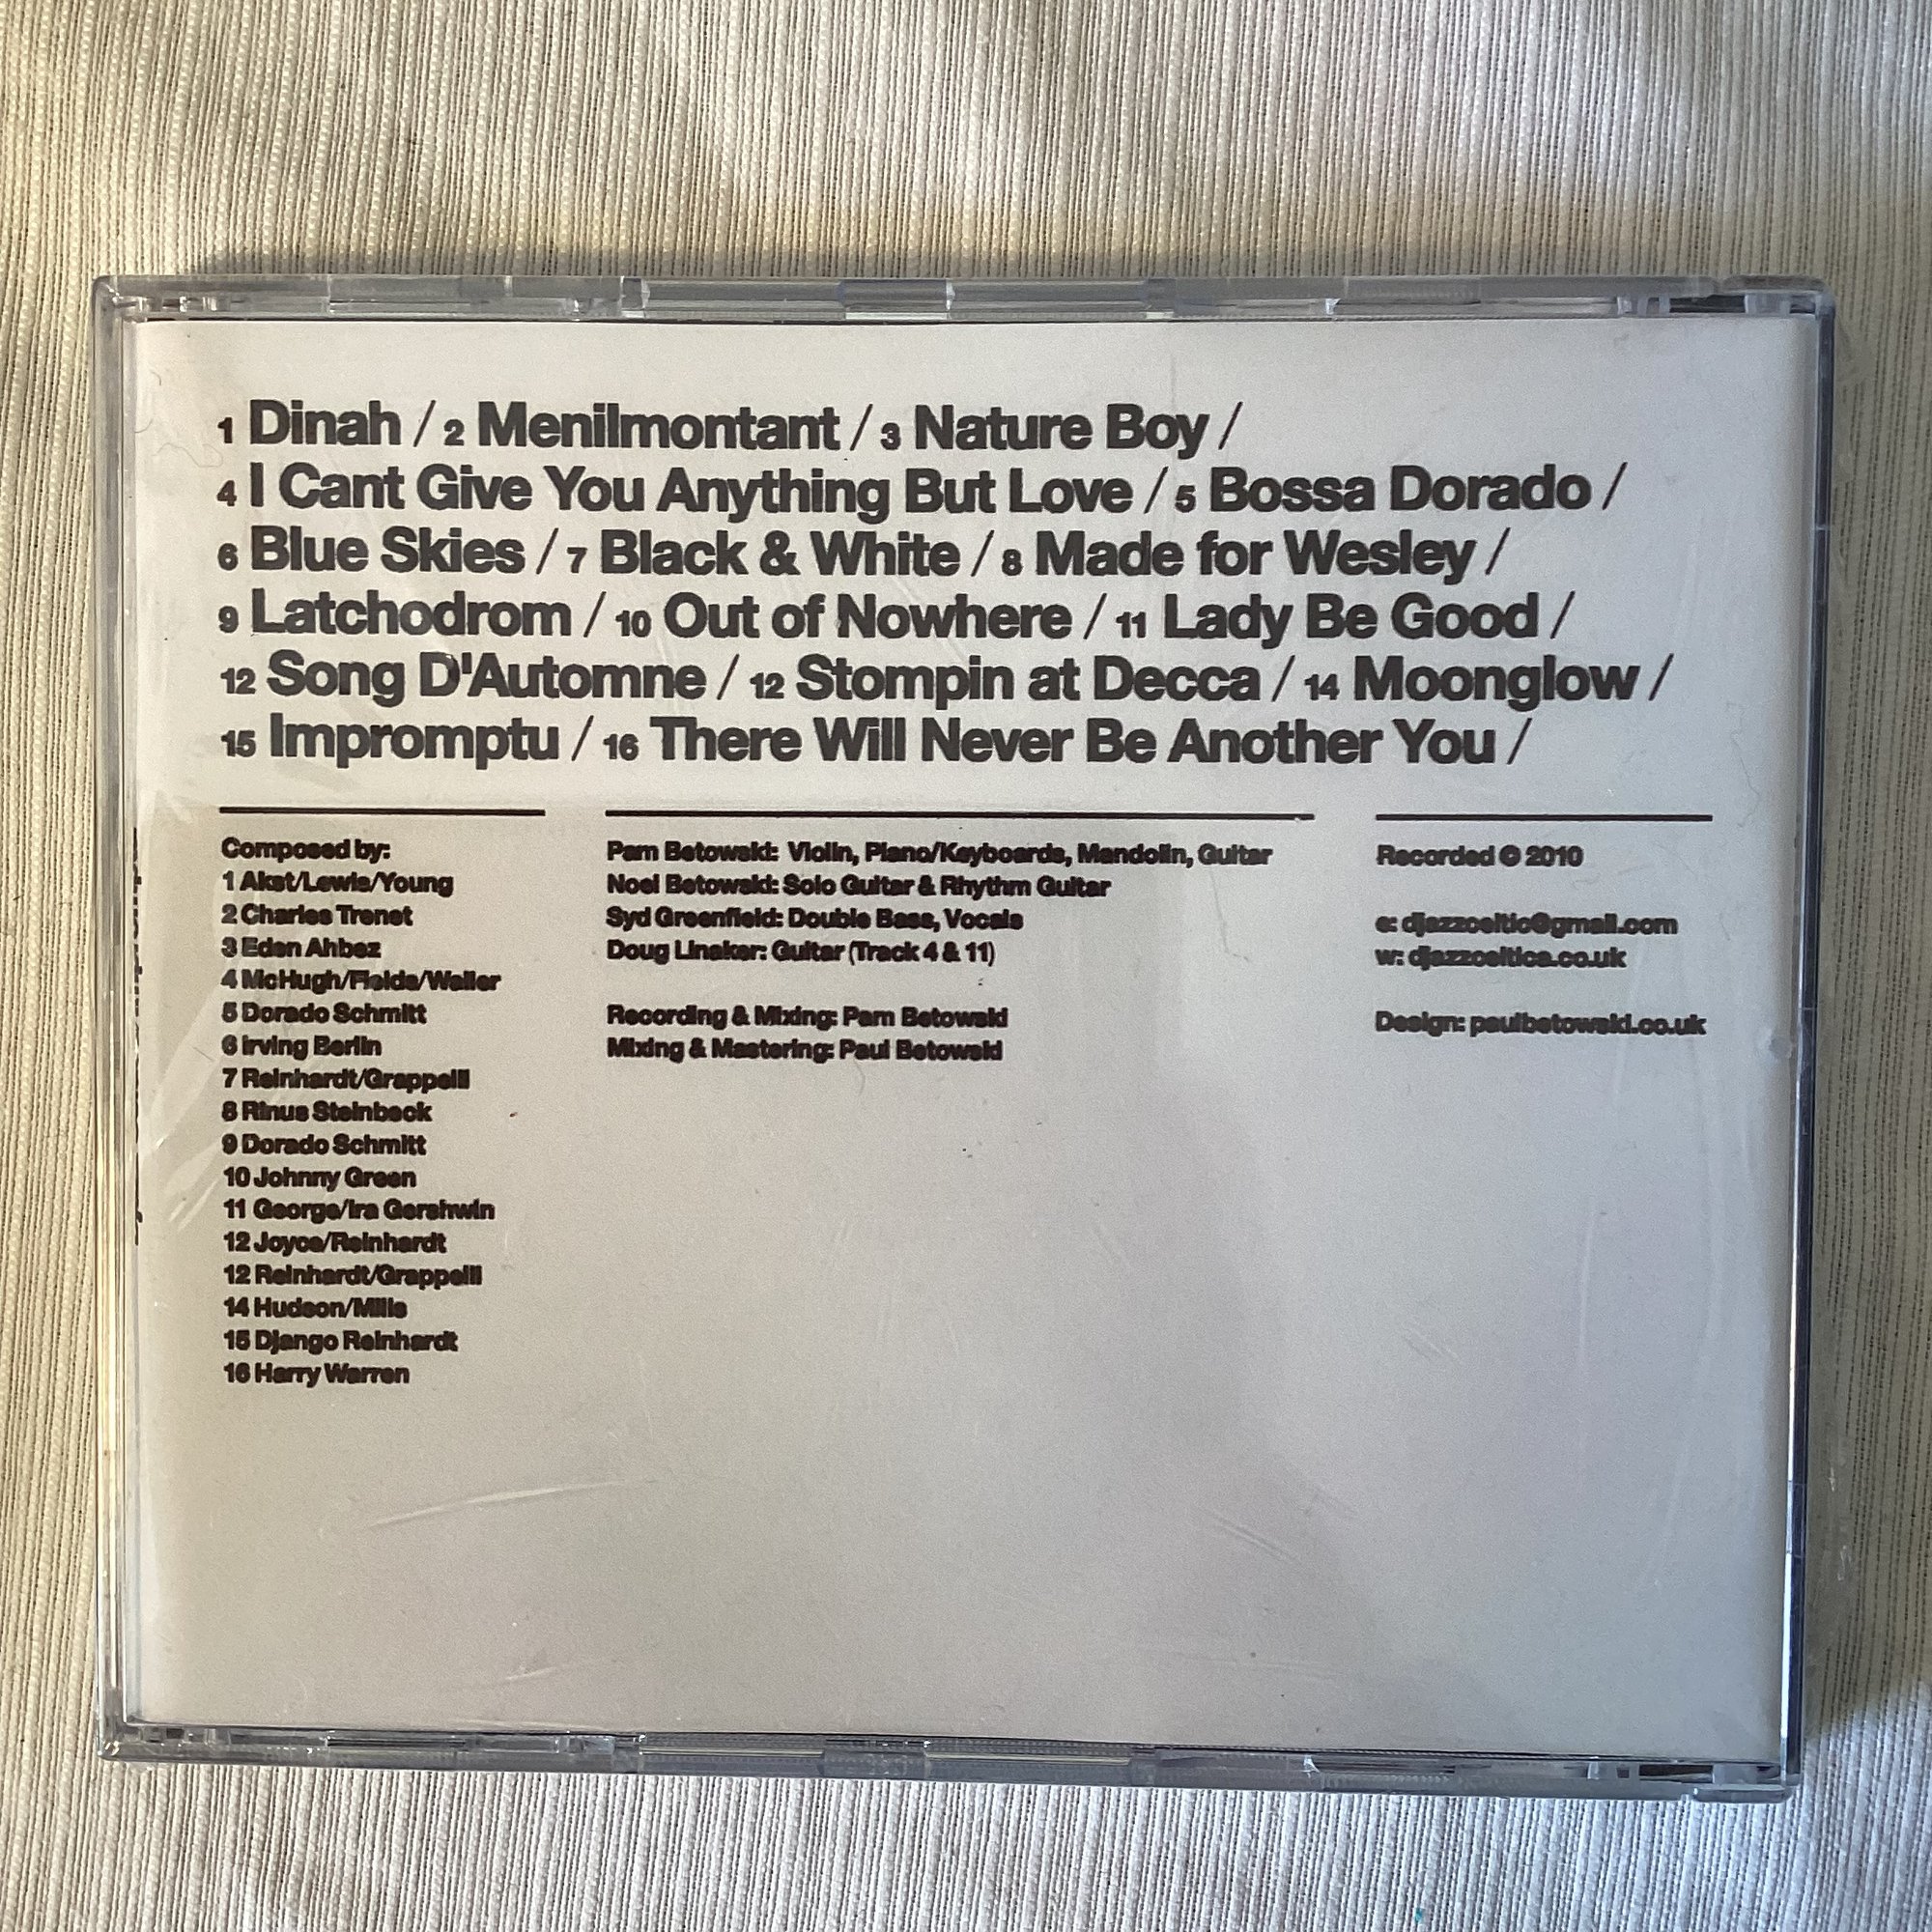 1 Dinah / 2 Menilmontant / 3 Nature Boy /
4 I Cant Give You Anything But Love / 5 Bossa Dorado /
6 Blue Skies / 7 Black & White / 8 Made for Wesley /
9 Latchodrom / 10 Out of Nowhere / 11 Lady Be Good /
12 Song D'Automne / 12 Stompin at Decca / 14 Moonglow /
15 Impromptu / 16 There Will Never Be Another You /
Composed by:
1 Akst/Lewis/Young
2 Charles Trenet
3 Eden Ahbez
4 McHugh/Fields/Waller
5 Dorado Schmitt
6 Irving Berlin
7 Reinhardt/Grappelli
8 Rinus Steinbeck
9 Dorado Schmitt
10 Johnny Green
11 George/Ira Gershwin
12 Joyce/Reinhardt
12 Reinhardt/Grappelli
14 Hudson/Mills
15 Django Reinhardt
16 Harry Warren
Pam Betowski: Violin, Piano/Keyboards, Mandolin, Guitar
Noel Betowski: Solo Guitar & Rhythm Guitar
Syd Greenfield: Double Bass, Vocals
Doug Linaker: Guitar (Track 4 & 11)
Recording & Mixing: Pam Betowski
Mixing & Mastering: Paul Betowski
Recorded © 2010
e: djazzceltic@gmail.com
w: djazzceltica.co.uk
Design: paulbetowski.co.uk